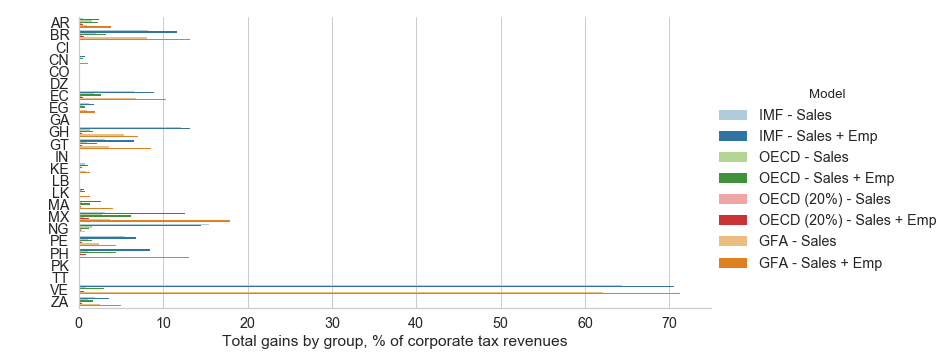 AR
BR
CI
CN
CO
DZ
EC
EG
GA
GH
GT
IN
KE
LB
LK
MA
MX
NG
PE
PH
PK
TT
VE
ZA
0 10 20 30 40 50 60 70
Total gains by group, % of corporate tax revenues
Model
IMF - Sales
IMF - Sales + Emp
OECD - Sales
OECD - Sales + Emp
OECD (20%) - Sales
OECD (20%) - Sales + Emp
GFA - Sales
GFA - Sales + Emp